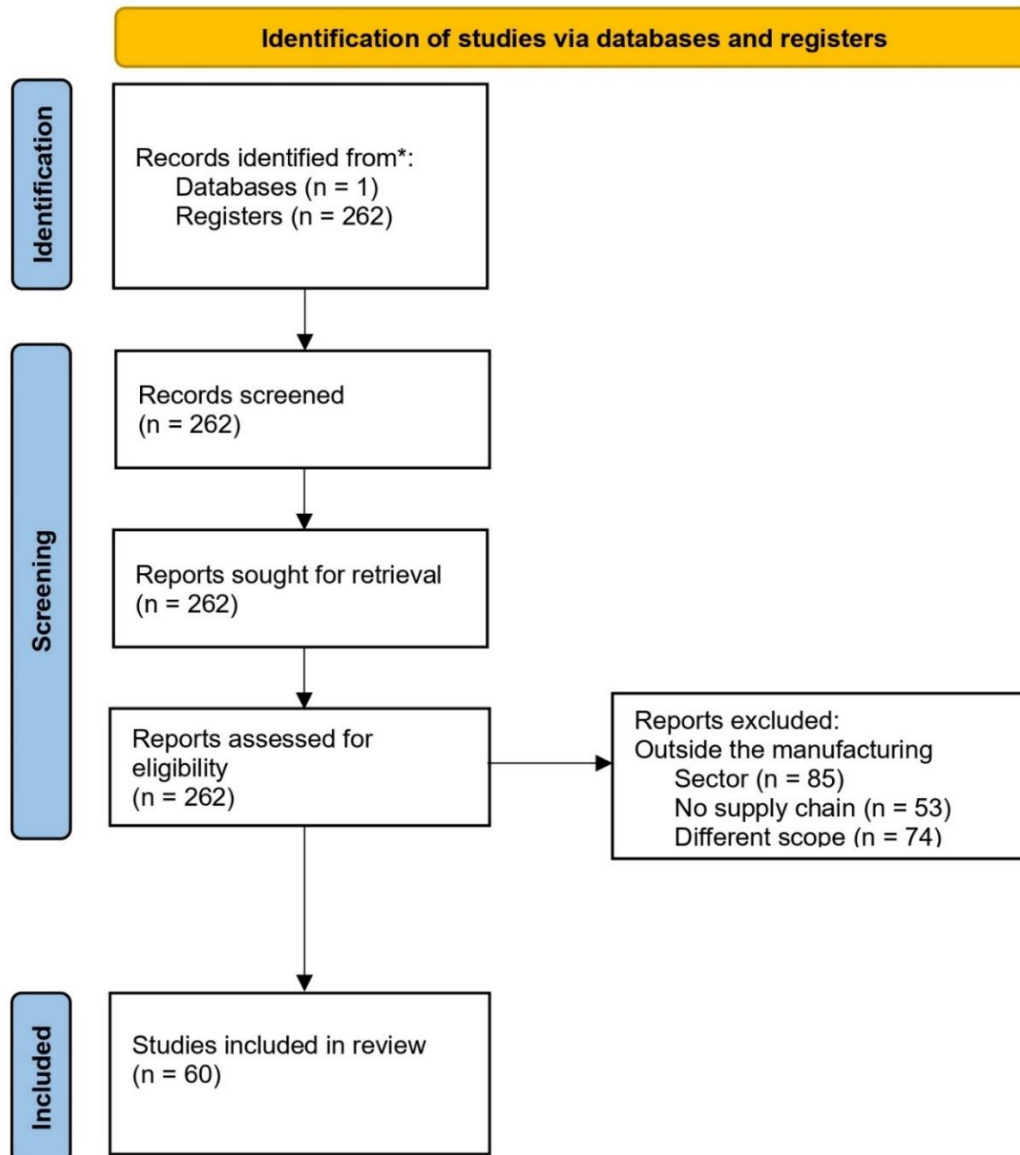 Identification of studies via databases and registers
Identification
Records identified from*:
Databases (n = 1)
Registers (n = 262)
Screening
Records screened
(n = 262)
Reports sought for retrieval
(n = 262)
Reports assessed for
eligibility
(n = 262)
Reports excluded:
Outside the manufacturing
Sector (n = 85)
No supply chain (n = 53)
Different scope (n = 74)
Included
Studies included in review
(n = 60)